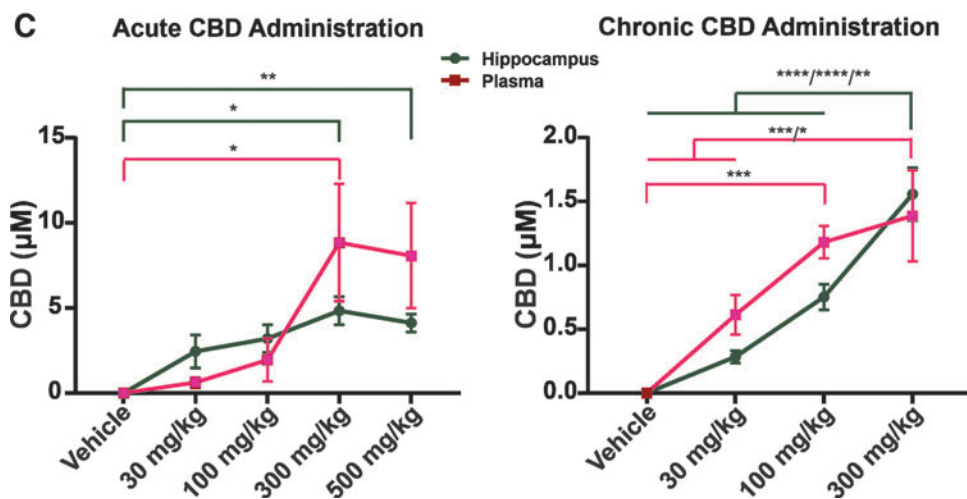 C
Acute CBD Administration
Chronic CBD Administration
Hippocampus
Plasma
**
*
*
****/****/**
***/*
***
CBD (µM)
15
10
5
0
Vehicle
30 mg/kg
100 mg/kg
300 mg/kg
500 mg/kg
CBD (µM)
2.0
1.5
1.0
0.5
0.0
Vehicle
30 mg/kg
100 mg/kg
300 mg/kg